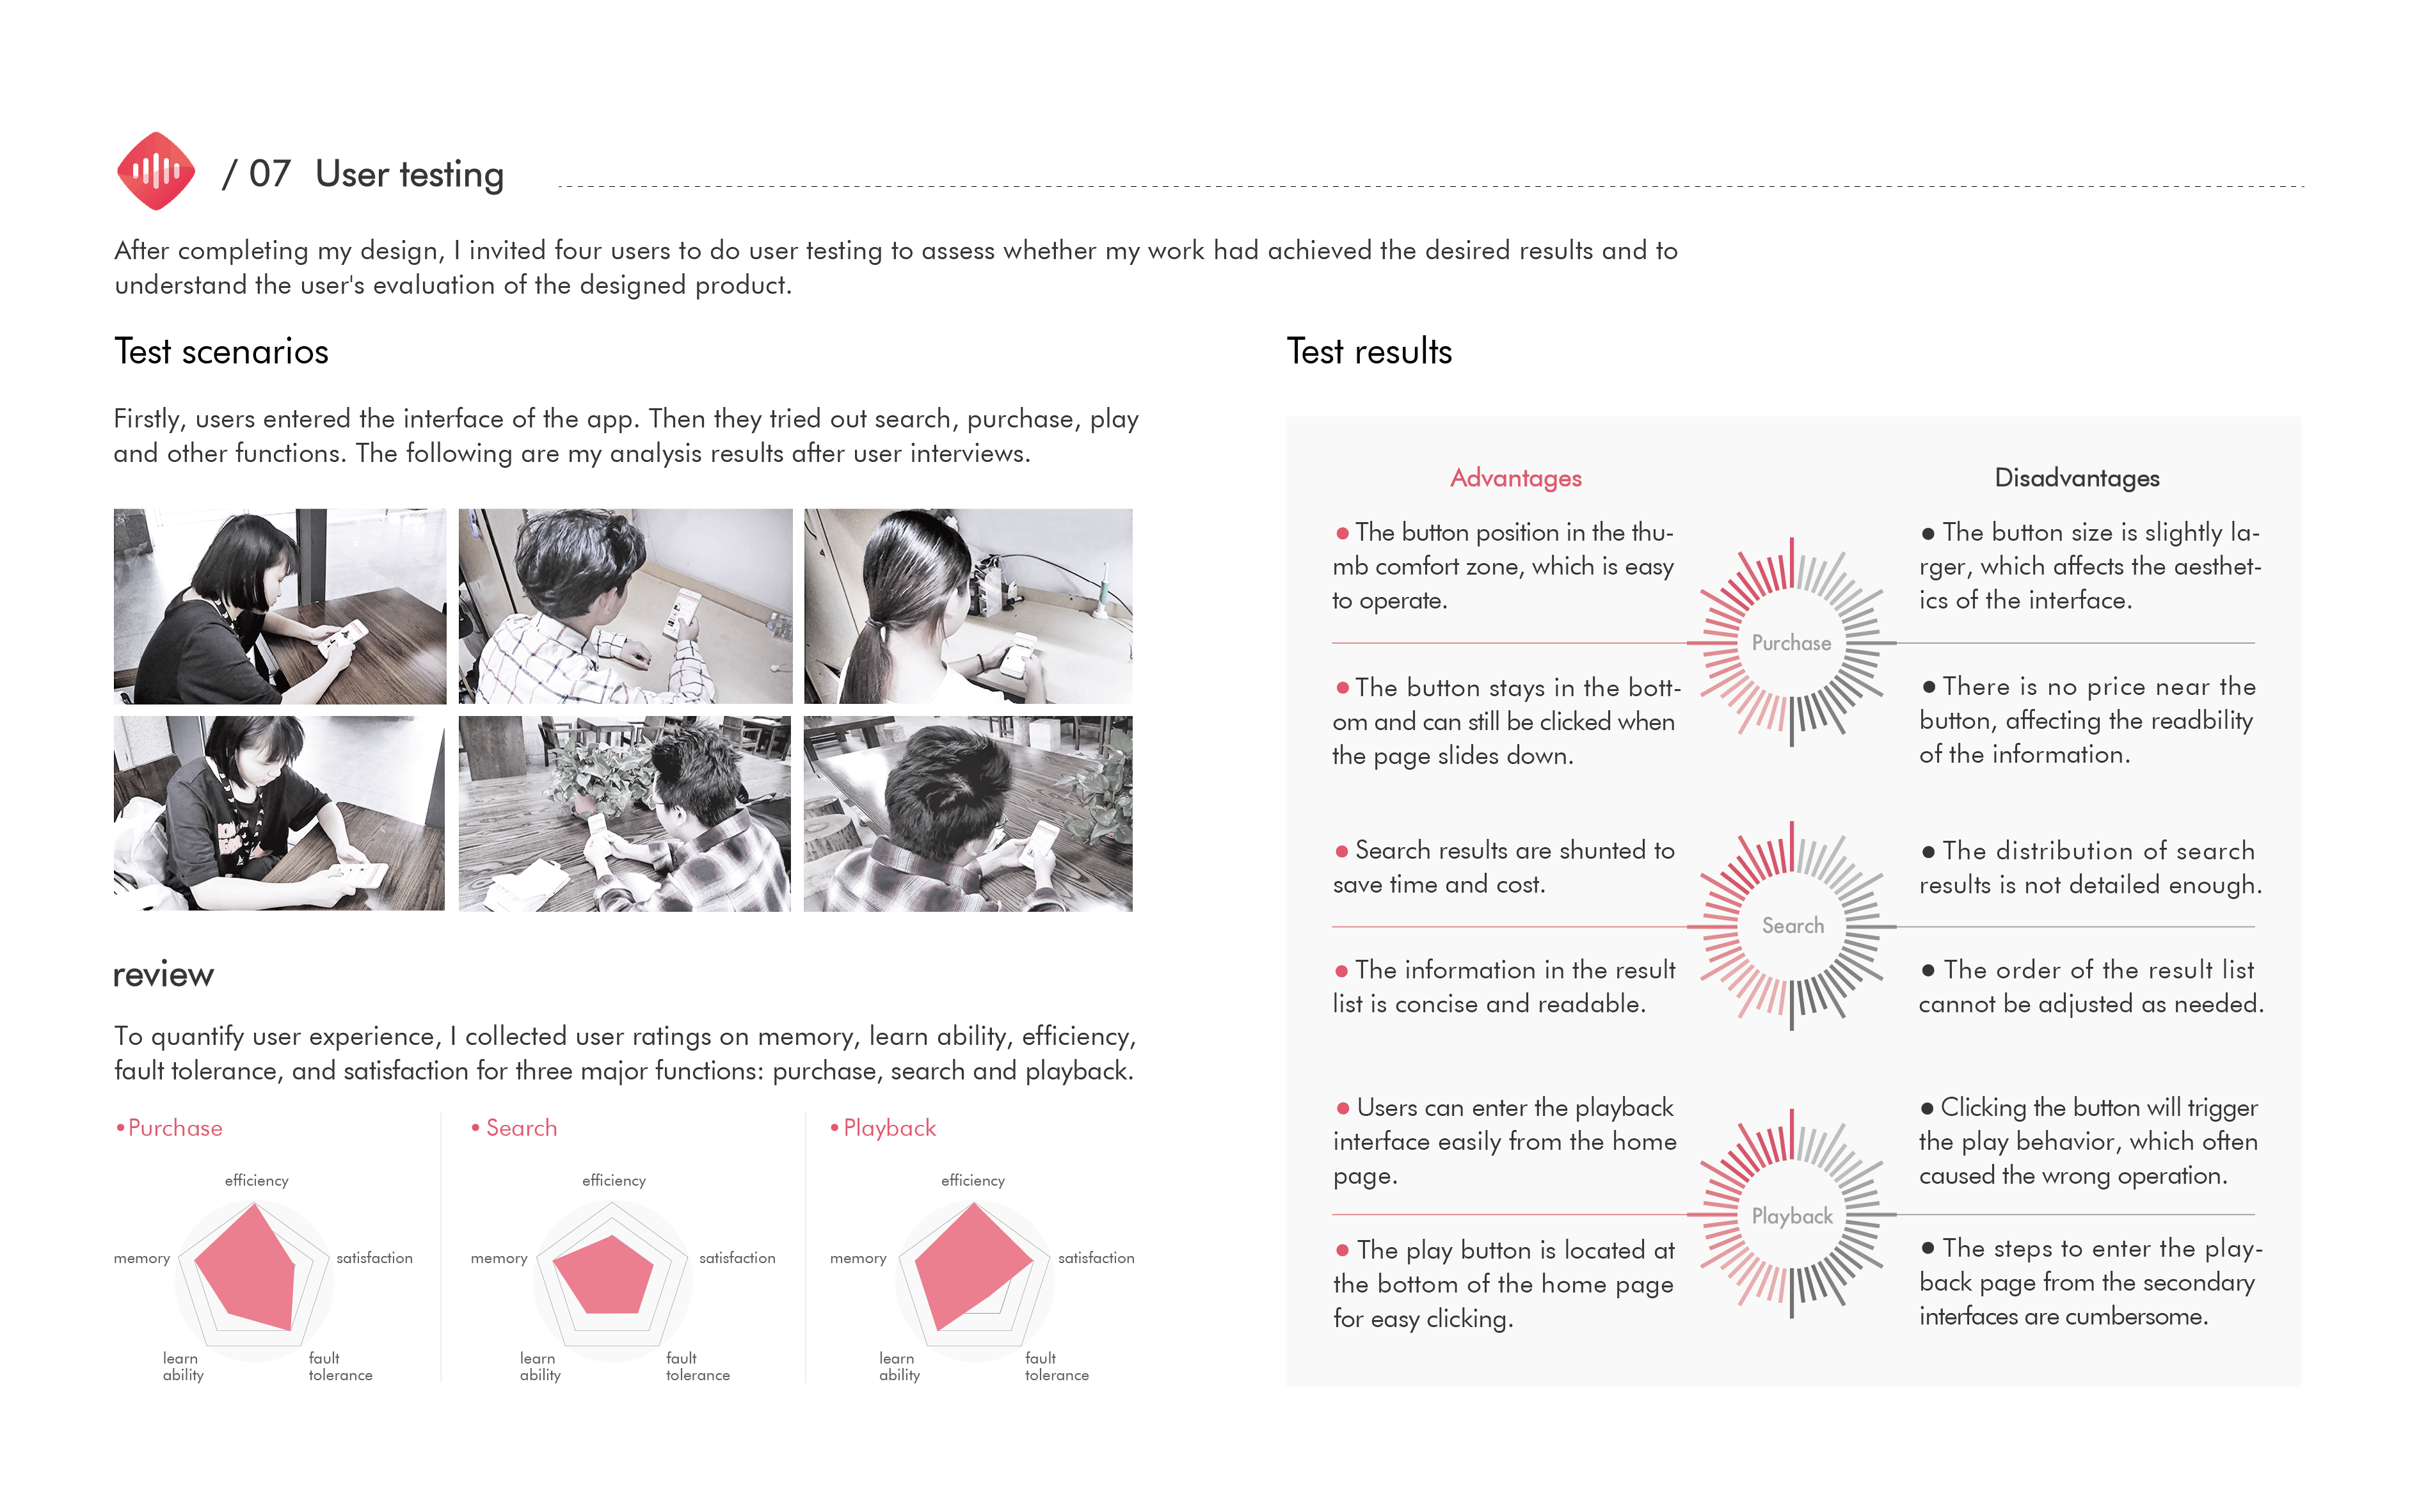 / 07 User testing
After completing my design, I invited four users to do user testing to assess whether my work had achieved the desired results and to
understand the user's evaluation of the designed product.
Test scenarios
Firstly, users entered the interface of the app. Then they tried out search, purchase, play
and other functions. The following are my analysis results after user interviews.
review
To quantify user experience, I collected user ratings on memory, learn ability, efficiency,
fault tolerance, and satisfaction for three major functions: purchase, search and playback.
•Purchase
efficiency
memory
satisfaction
learn
ability
fault
tolerance
• Search
efficiency
memory
satisfaction
learn
ability
fault
tolerance
• Playback
efficiency
memory
satisfaction
learn
ability
fault
tolerance
Test results
Advantages
Disadvantages
● The button position in the thu-
mb comfort zone, which is easy
to operate.
● The button size is slightly la-
rger, which affects the aesthet-
ics of the interface.
Purchase
● The button stays in the bott-
om and can still be clicked when
the page slides down.
● There is no price near the
button, affecting the readbility
of the information.
● Search results are shunted to
save time and cost.
● The distribution of search
results is not detailed enough.
Search
● The information in the result
list is concise and readable.
● The order of the result list
cannot be adjusted as needed.
● Users can enter the playback
interface easily from the home
page.
● Clicking the button will trigger
the play behavior, which often
caused the wrong operation.
Playback
● The play button is located at
the bottom of the home page
for easy clicking.
● The steps to enter the play-
back page from the secondary
interfaces are cumbersome.